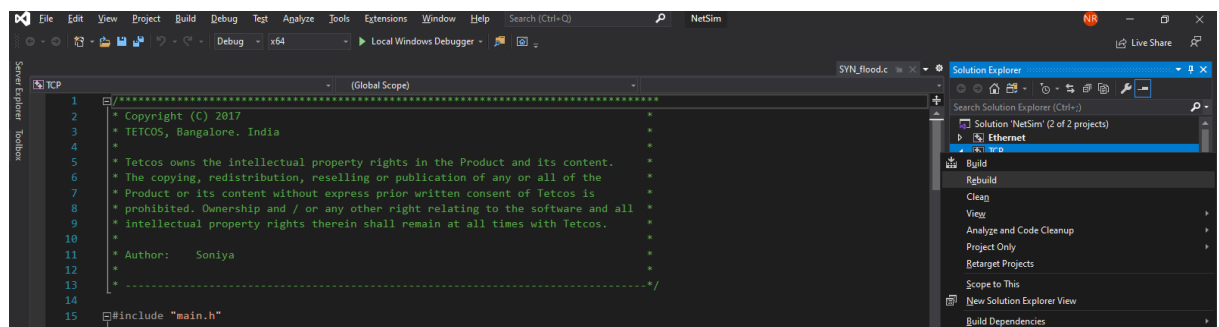 File Edit View Project Build Debug Test Analyze Tools Extensions Window Help Search (Ctrl+Q) NetSim NR
Debug x64 Local Windows Debugger Live Share
Server Explorer
Toolbox
SYN_flood.c
TCP (Global Scope)
1 /*******************************************************************************
2 * Copyright (C) 2017 *
3 * TETCOS, Bangalore. India *
4 * *
5 * Tetcos owns the intellectual property rights in the Product and its content. *
6 * The copying, redistribution, reselling or publication of any or all of the *
7 * Product or its content without express prior written consent of Tetcos is *
8 * prohibited. Ownership and / or any other right relating to the software and all *
9 * intellectual property rights therein shall remain at all times with Tetcos. *
10 * *
11 * Author: Soniya *
12 * *
13 * ---------------------------------------------------------------------------------*/
14
15 #include "main.h"
Solution Explorer
Search Solution Explorer (Ctrl+;)
Solution 'NetSim' (2 of 2 projects)
Ethernet
TCP
Build
Rebuild
Clean
View
Analyze and Code Cleanup
Project Only
Retarget Projects
Scope to This
New Solution Explorer View
Build Dependencies